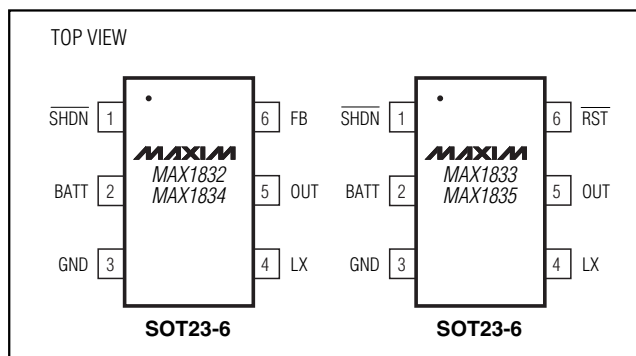 TOP VIEW
SHDN 1 6 FB
MAXIM
MAX1832
MAX1834
BATT 2 5 OUT
GND 3 4 LX
SOT23-6
SHDN 1 6 RST
MAXIM
MAX1833
MAX1835
BATT 2 5 OUT
GND 3 4 LX
SOT23-6